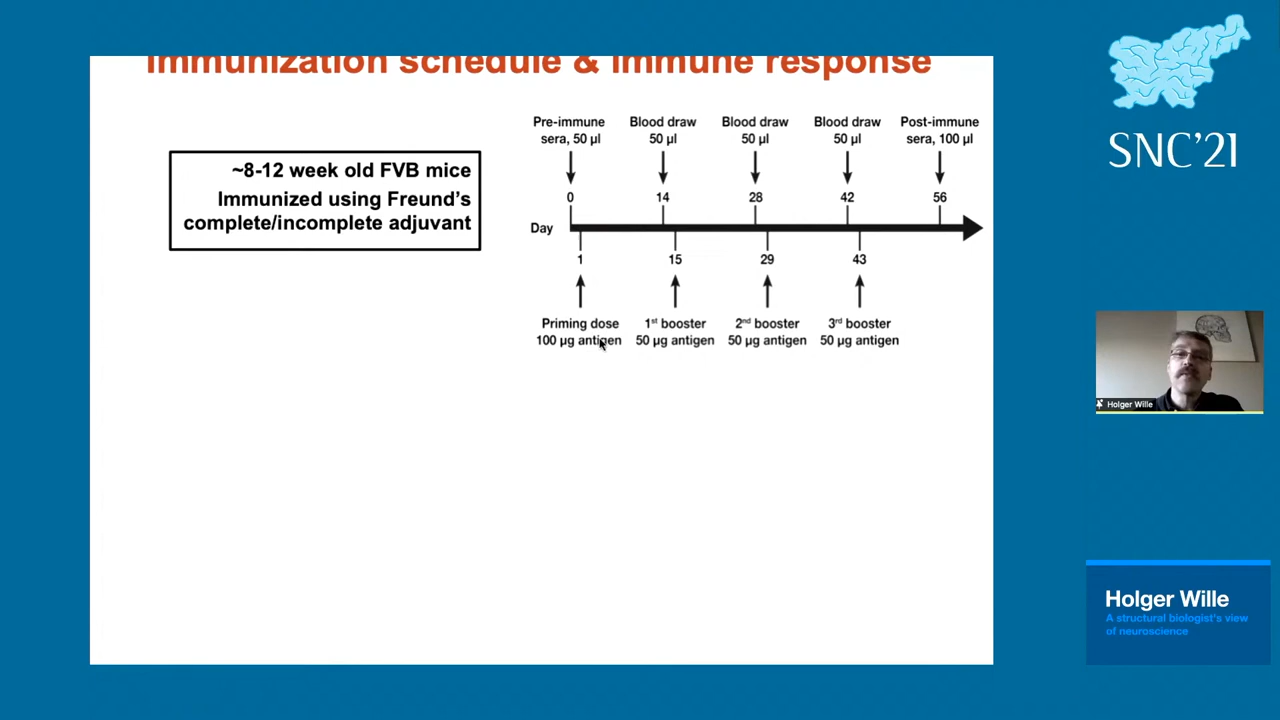 Immunization schedule & immune response
~8-12 week old FVB mice
Immunized using Freund's
complete/incomplete adjuvant
Pre-immune
sera, 50 µl
Blood draw
50 µl
Blood draw
50 µl
Blood draw
50 µl
Post-immune
sera, 100 µl
0 14 28 42 56
Day
1 15 29 43
Priming dose
100 µg antigen
1st booster
50 µg antigen
2nd booster
50 µg antigen
3rd booster
50 µg antigen
SNC'21
Holger Wille
Holger Wille
A structural biologist's view
of neuroscience